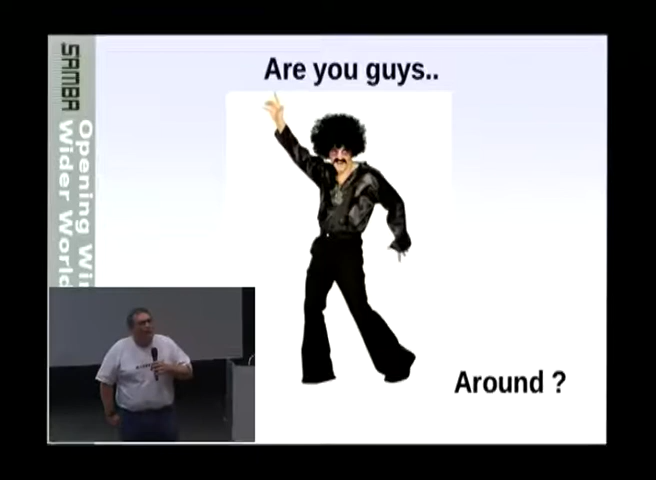 Are you guys..
SAMBA
Opening Wi
Wider World
Around ?